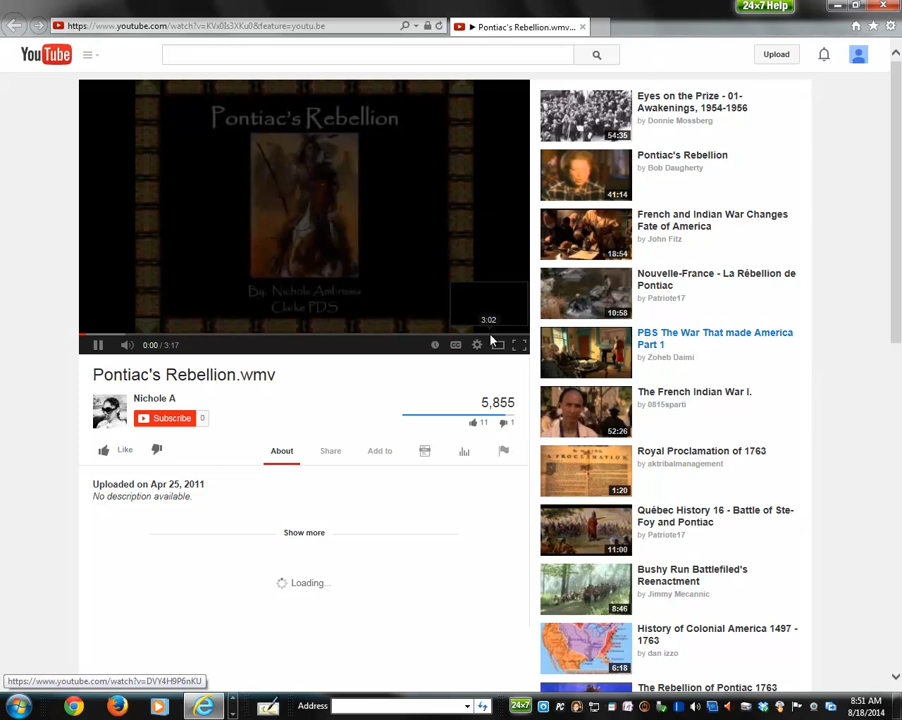 24×7 Help
https://www.youtube.com/watch?v=KVx0Is3XKu0&feature=youtu.be
Pontiac's Rebellion.wmv...
YouTube
Upload
Pontiac's Rebellion
By: Nichole Ambrosia
Clarke PDS
3:02
0:00 / 3:17
Pontiac's Rebellion.wmv
Nichole A
Subscribe 0
5,855
11 1
Like
About Share Add to
Uploaded on Apr 25, 2011
No description available.
Show more
Loading...
Eyes on the Prize - 01-
Awakenings, 1954-1956
by Donnie Mossberg
54:35
Pontiac's Rebellion
by Bob Daugherty
41:14
French and Indian War Changes
Fate of America
by John Fitz
18:54
Nouvelle-France - La Rébellion de
Pontiac
by Patriote17
10:58
PBS The War That made America
Part 1
by Zoheb Daimi
The French Indian War I.
by 0815sparti
52:26
Royal Proclamation of 1763
by aktribalmanagement
1:20
Québec History 16 - Battle of Ste-
Foy and Pontiac
by Patriote17
11:00
Bushy Run Battlefiled's
Reenactment
by Jimmy Mecannic
8:46
History of Colonial America 1497 -
1763
by dan izzo
6:18
The Rebellion of Pontiac 1763
https://www.youtube.com/watch?v=DVY4H9P6nKU
Address
24×7
PC
8:51 AM
8/18/2014